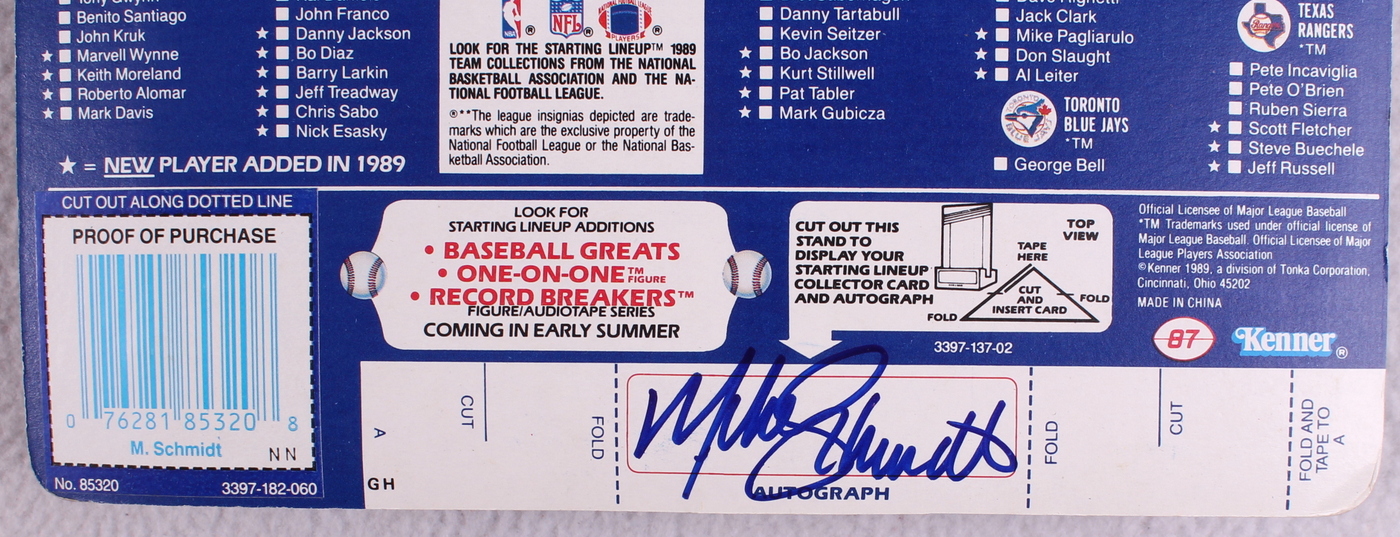 Benito Santiago
John Kruk
★ Marvell Wynne
★ Keith Moreland
★ Roberto Alomar
★ Mark Davis
John Franco
★ Danny Jackson
★ Bo Diaz
★ Barry Larkin
★ Jeff Treadway
★ Chris Sabo
★ Nick Esasky
★ = NEW PLAYER ADDED IN 1989
NBA ® NFL ® PLAYERS ®
LOOK FOR THE STARTING LINEUP™ 1989
TEAM COLLECTIONS FROM THE NATIONAL
BASKETBALL ASSOCIATION AND THE NA-
TIONAL FOOTBALL LEAGUE.
®**The league insignias depicted are trade-
marks which are the exclusive property of the
National Football League or the National Bas-
ketball Association.
Danny Tartabull
Kevin Seitzer
★ Bo Jackson
★ Kurt Stillwell
★ Pat Tabler
★ Mark Gubicza
Jack Clark
★ Mike Pagliarulo
★ Don Slaught
★ Al Leiter
TORONTO
BLUE JAYS
*TM
George Bell
TEXAS
RANGERS
*TM
Pete Incaviglia
Pete O'Brien
Ruben Sierra
★ Scott Fletcher
★ Steve Buechele
★ Jeff Russell
CUT OUT ALONG DOTTED LINE
PROOF OF PURCHASE
0 76281 85320 8
M. Schmidt
N N
No. 85320
3397-182-060
LOOK FOR
STARTING LINEUP ADDITIONS
• BASEBALL GREATS
• ONE-ON-ONE™ FIGURE
• RECORD BREAKERS™
FIGURE/AUDIOTAPE SERIES
COMING IN EARLY SUMMER
CUT OUT THIS
STAND TO
DISPLAY YOUR
STARTING LINEUP
COLLECTOR CARD
AND AUTOGRAPH
TOP
VIEW
TAPE
HERE
CUT
AND
INSERT CARD
FOLD
FOLD
3397-137-02
Official Licensee of Major League Baseball
*TM Trademarks used under official license of
Major League Baseball. Official Licensee of Major
League Players Association
©Kenner 1989, a division of Tonka Corporation,
Cincinnati, Ohio 45202
MADE IN CHINA
87
Kenner®
A
GH
CUT
FOLD
Mike Schmidt
AUTOGRAPH
FOLD
CUT
FOLD AND
TAPE TO
A